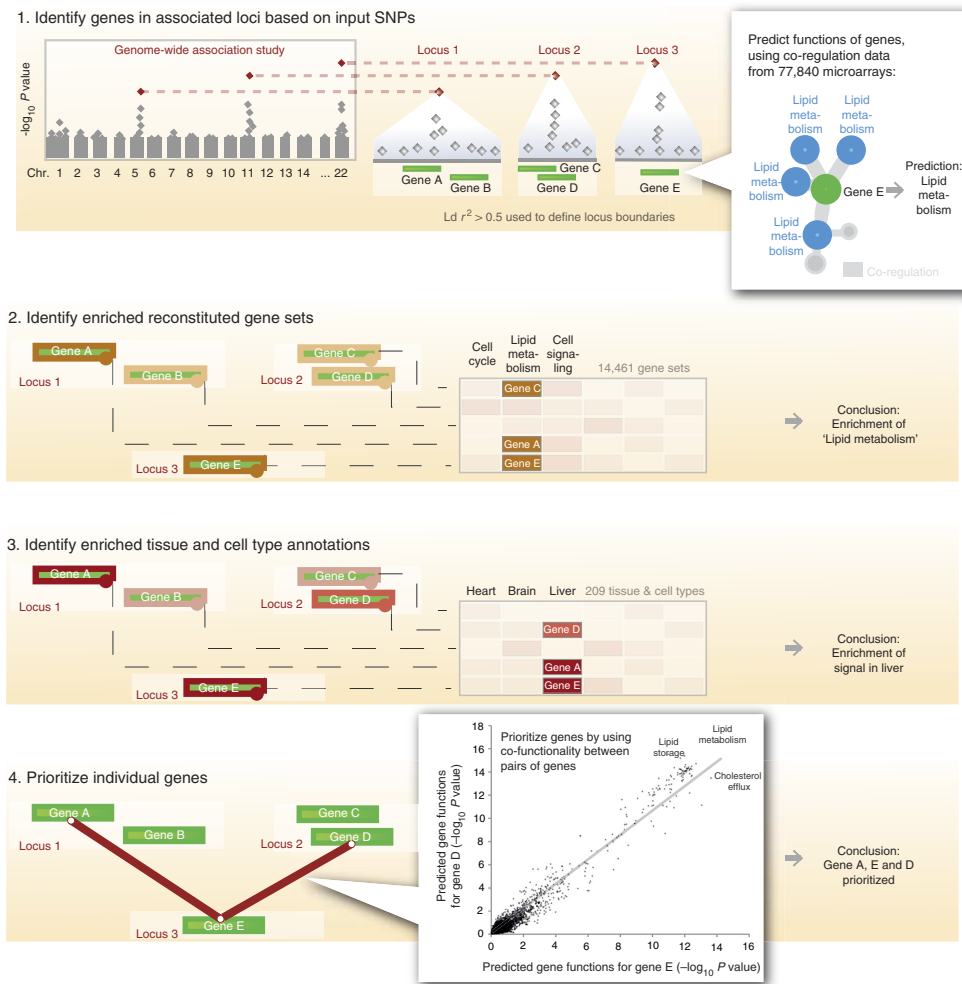 1. Identify genes in associated loci based on input SNPs
Genome-wide association study
Locus 1
Locus 2
Locus 3
–log10 P value
Chr. 1 2 3 4 5 6 7 8 9 10 11 12 13 14 ... 22
Gene A
Gene B
Gene C
Gene D
Gene E
Ld r² > 0.5 used to define locus boundaries
Predict functions of genes,
using co-regulation data
from 77,840 microarrays:
Lipid
meta-
bolism
Lipid
meta-
bolism
Lipid
meta-
bolism
Lipid
meta-
bolism
Gene E
Prediction:
Lipid
meta-
bolism
Co-regulation
2. Identify enriched reconstituted gene sets
Gene A
Gene B
Locus 1
Gene C
Gene D
Locus 2
Gene E
Locus 3
Cell
cycle
Lipid
meta-
bolism
Cell
signa-
ling
14,461 gene sets
Gene C
Gene A
Gene E
Conclusion:
Enrichment of
‘Lipid metabolism’
3. Identify enriched tissue and cell type annotations
Gene A
Gene B
Locus 1
Gene C
Gene D
Locus 2
Gene E
Locus 3
Heart Brain Liver 209 tissue & cell types
Gene D
Gene A
Gene E
Conclusion:
Enrichment of
signal in liver
4. Prioritize individual genes
Gene A
Gene B
Locus 1
Gene C
Gene D
Locus 2
Gene E
Locus 3
Prioritize genes by using
co-functionality between
pairs of genes
Lipid
storage
Lipid
metabolism
Cholesterol
efflux
Predicted gene functions
for gene D (–log10 P value)
18
16
14
12
10
8
6
4
2
0
0 2 4 6 8 10 12 14 16
Predicted gene functions for gene E (–log10 P value)
Conclusion:
Gene A, E and D
prioritized